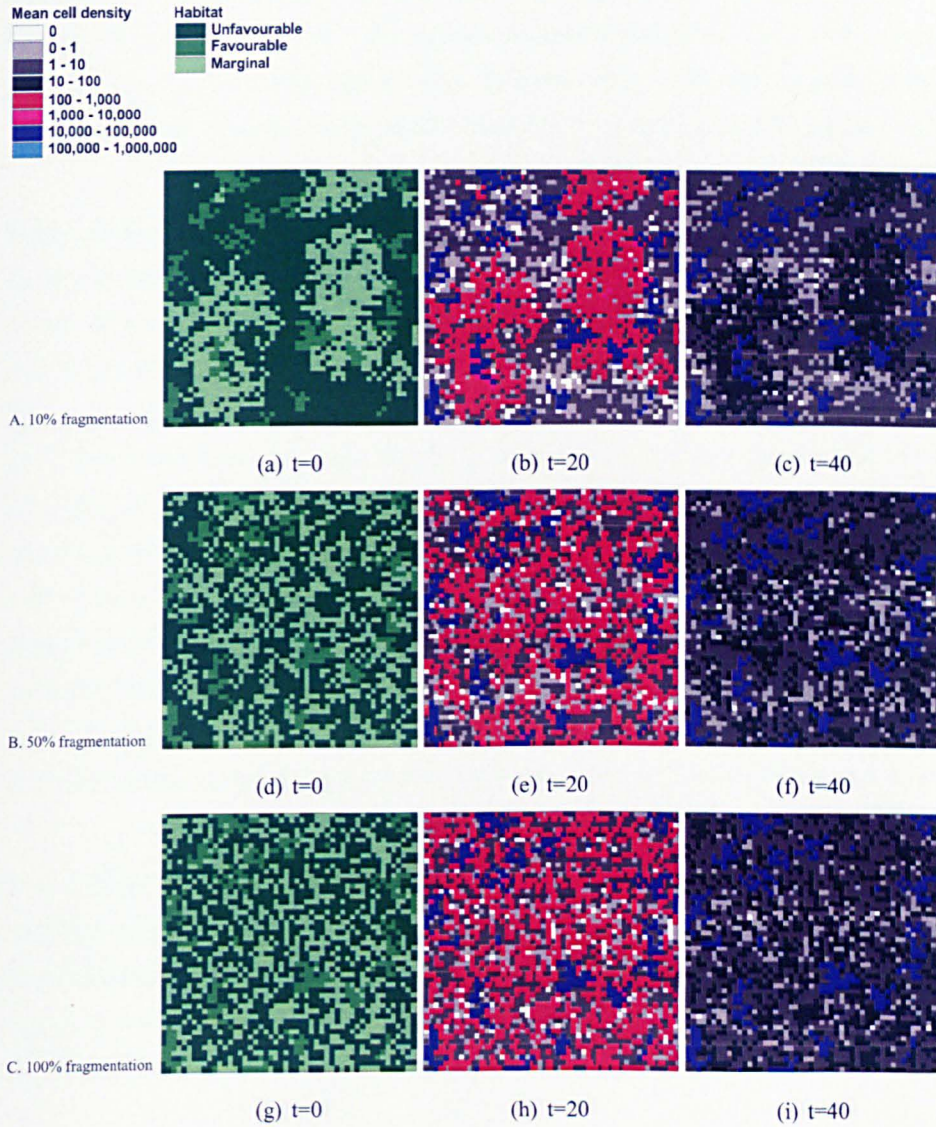 Mean cell density
0
0 - 1
1 - 10
10 - 100
100 - 1,000
1,000 - 10,000
10,000 - 100,000
100,000 - 1,000,000
Habitat
Unfavourable
Favourable
Marginal
A. 10% fragmentation
(a) t=0
(b) t=20
(c) t=40
B. 50% fragmentation
(d) t=0
(e) t=20
(f) t=40
C. 100% fragmentation
(g) t=0
(h) t=20
(i) t=40